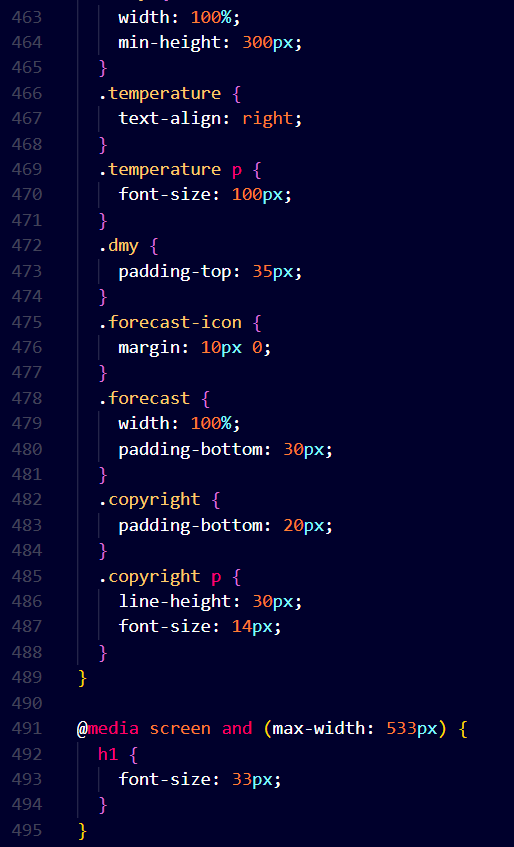 463 width: 100%;
464 min-height: 300px;
465 }
466 .temperature {
467 text-align: right;
468 }
469 .temperature p {
470 font-size: 100px;
471 }
472 .dmy {
473 padding-top: 35px;
474 }
475 .forecast-icon {
476 margin: 10px 0;
477 }
478 .forecast {
479 width: 100%;
480 padding-bottom: 30px;
481 }
482 .copyright {
483 padding-bottom: 20px;
484 }
485 .copyright p {
486 line-height: 30px;
487 font-size: 14px;
488 }
489 }
490
491 @media screen and (max-width: 533px) {
492 h1 {
493 font-size: 33px;
494 }
495 }